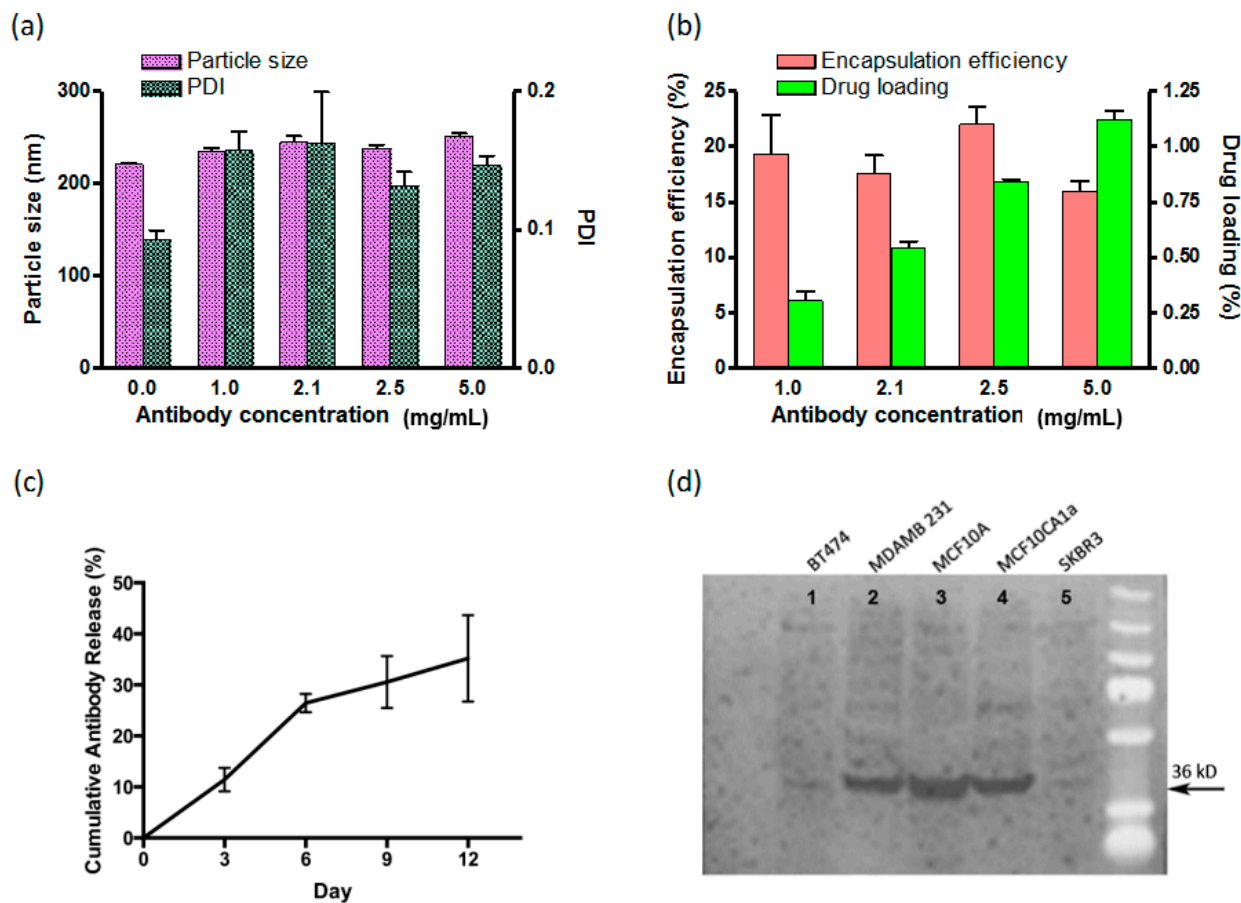 (a)
Particle size
PDI
300
200
100
0
Particle size (nm)
0.2
0.1
0.0
PDI
0.0 1.0 2.1 2.5 5.0
Antibody concentration (mg/mL)
(b)
Encapsulation efficiency
Drug loading
25
20
15
10
5
0
Encapsulation efficiency (%)
1.25
1.00
0.75
0.50
0.25
0.00
Drug loading (%)
1.0 2.1 2.5 5.0
Antibody concentration (mg/mL)
(c)
50
40
30
20
10
0
Cumulative Antibody Release (%)
0 3 6 9 12
Day
(d)
BT474
MDAMB 231
MCF10A
MCF10CA1a
SKBR3
1 2 3 4 5
36 kD